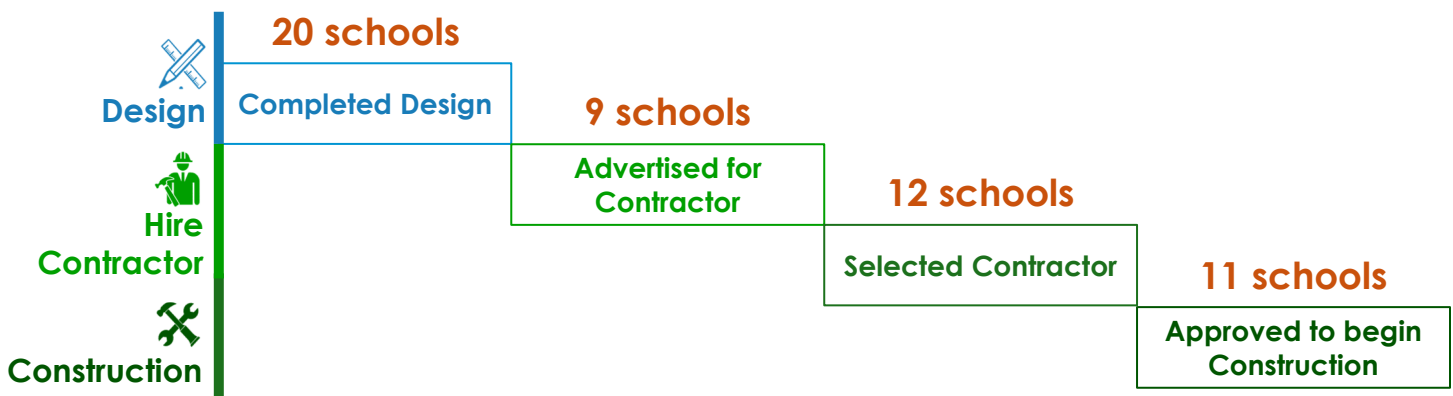 20 schools
Design
Completed Design
9 schools
Hire
Contractor
Advertised for
Contractor
12 schools
Selected Contractor
11 schools
Construction
Approved to begin
Construction